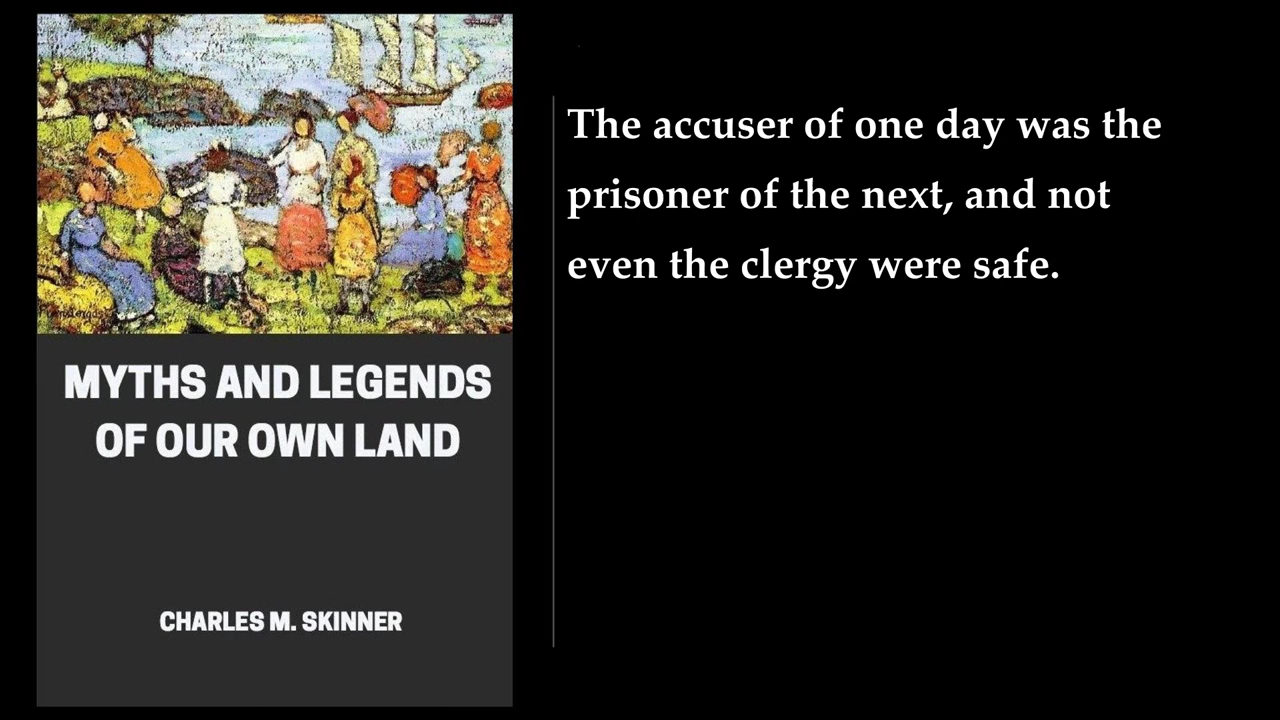 MYTHS AND LEGENDS
OF OUR OWN LAND
CHARLES M. SKINNER
The accuser of one day was the
prisoner of the next, and not
even the clergy were safe.